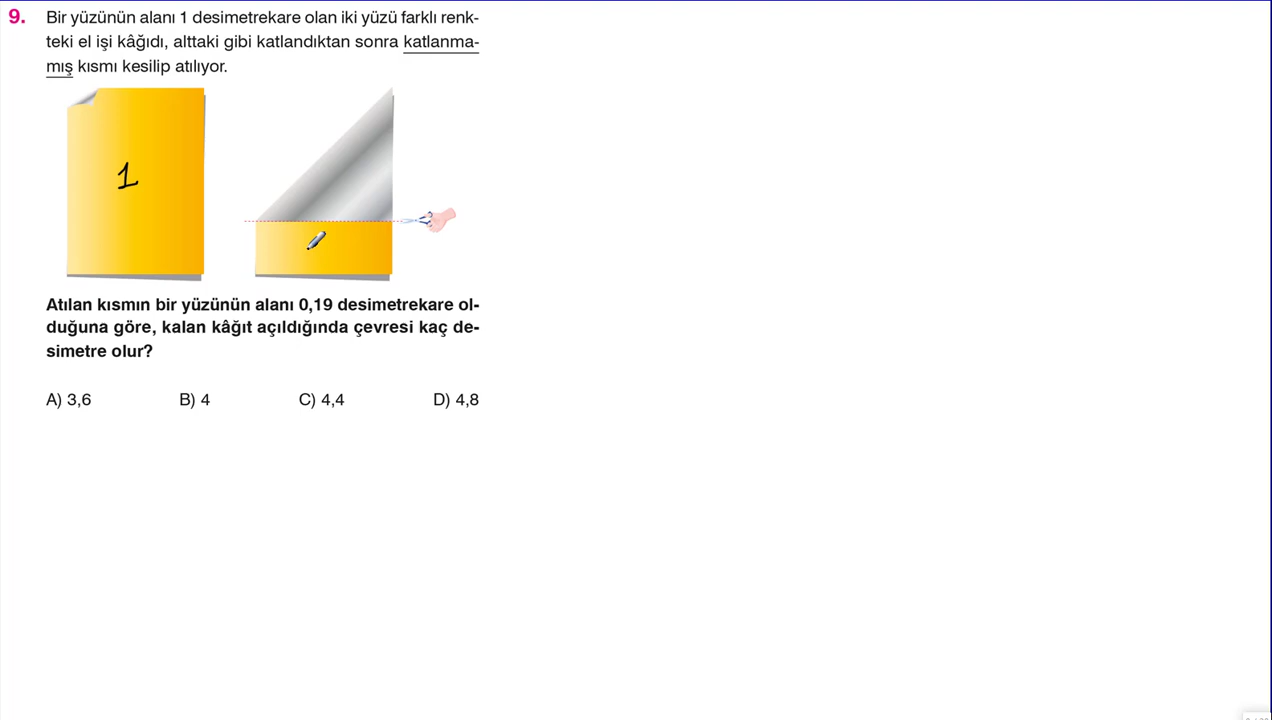 9. Bir yüzünün alanı 1 desimetrekare olan iki yüzü farklı renk-
teki el işi kâğıdı, alttaki gibi katlandıktan sonra katlanma-
mış kısmı kesilip atılıyor.
1
Atılan kısmın bir yüzünün alanı 0,19 desimetrekare ol-
duğuna göre, kalan kâğıt açıldığında çevresi kaç de-
simetre olur?
A) 3,6 B) 4 C) 4,4 D) 4,8